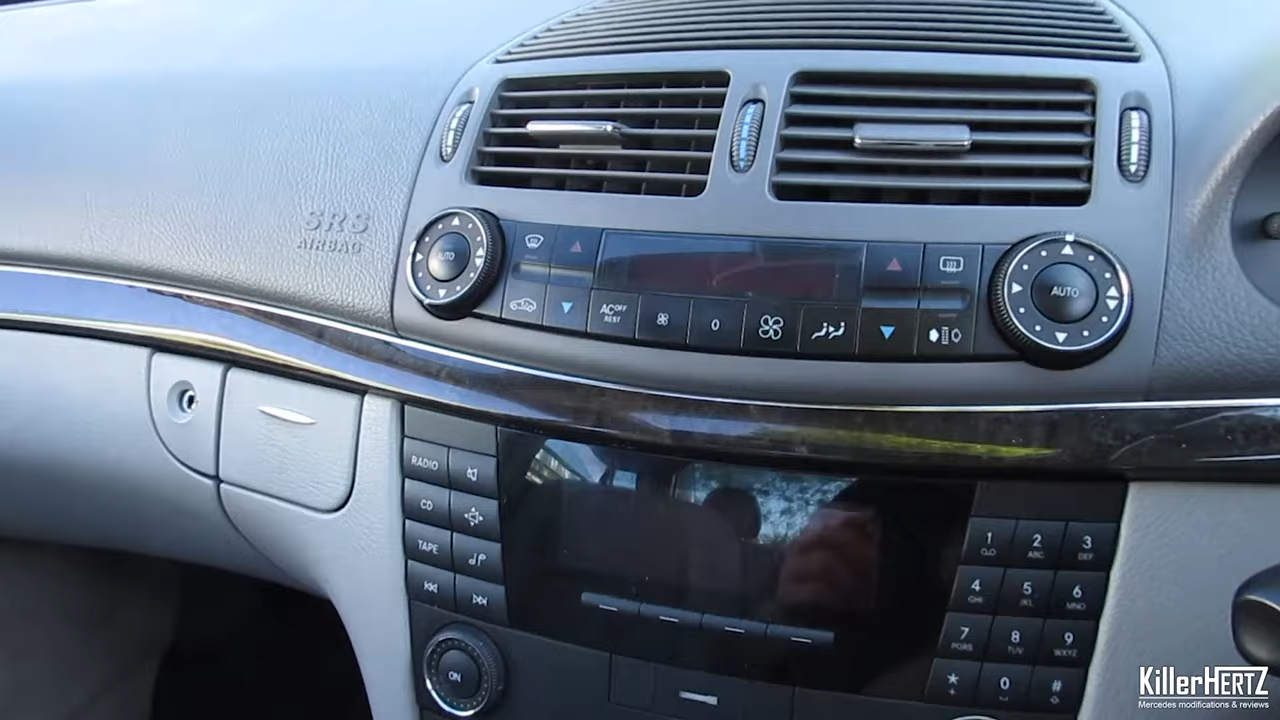 SRS
AIRBAG
AUTO
AC OFF
REST
0
AUTO
RADIO
CD
TAPE
ON
1
2 ABC
3 DEF
4 GHI
5 JKL
6 MNO
7 PQRS
8 TUV
9 WXYZ
*
+
0
#
KillerHERTZ
Mercedes modifications & reviews